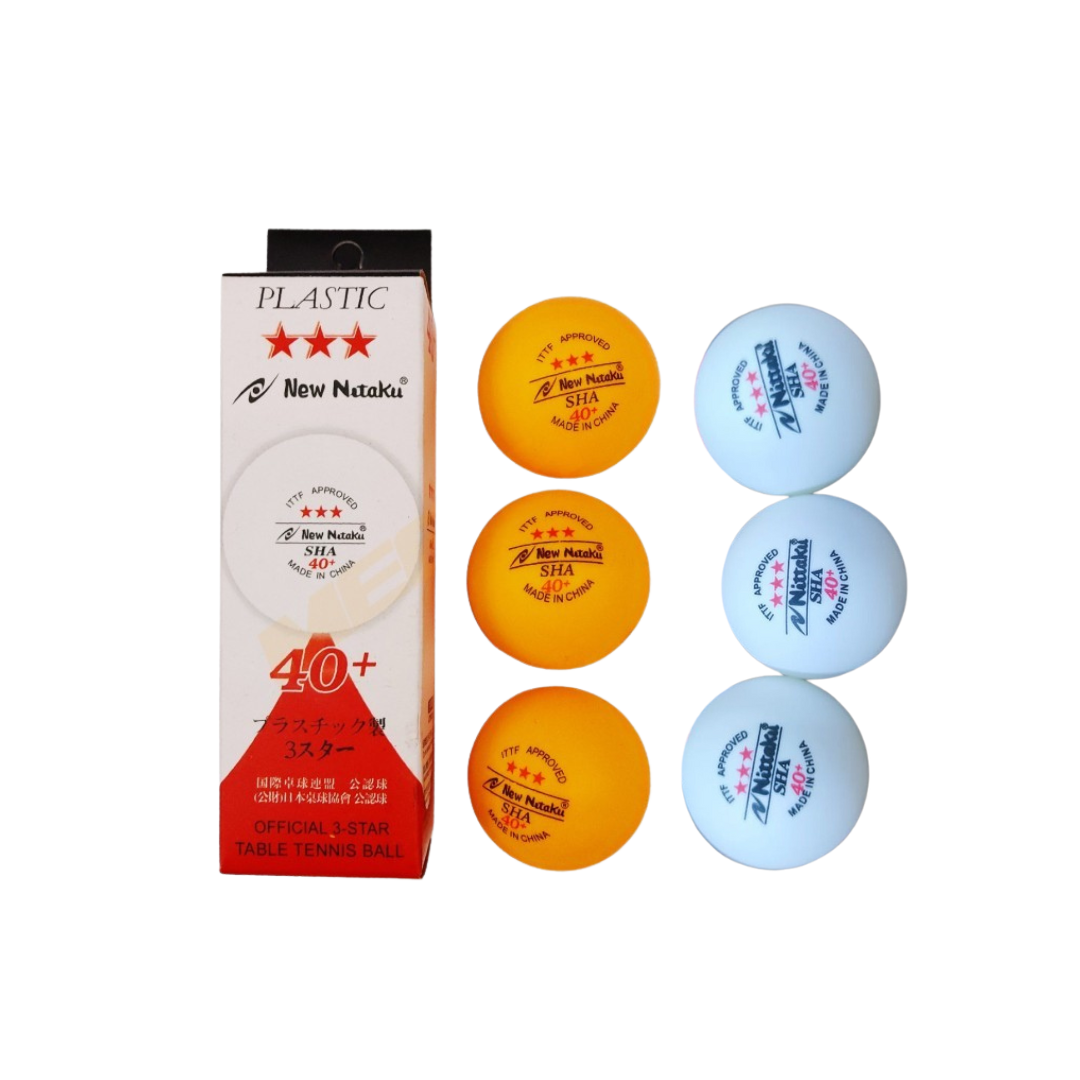 PLASTIC
New Nitaku®
ITTF APPROVED
New Nitaku®
SHA
40+
MADE IN CHINA
40+
プラスチック製
3スター
国際卓球連盟 公認球
(公財)日本卓球協會 公認球
OFFICIAL 3-STAR
TABLE TENNIS BALL
ITTF APPROVED
New Nitaku®
SHA
40+
MADE IN CHINA
ITTF APPROVED
Nittaku
SHA
40+
MADE IN CHINA
ITTF APPROVED
New Nitaku®
SHA
40+
MADE IN CHINA
ITTF APPROVED
Nittaku
SHA
40+
MADE IN CHINA
ITTF APPROVED
New Nitaku®
SHA
40+
MADE IN CHINA
ITTF APPROVED
Nittaku
SHA
40+
MADE IN CHINA